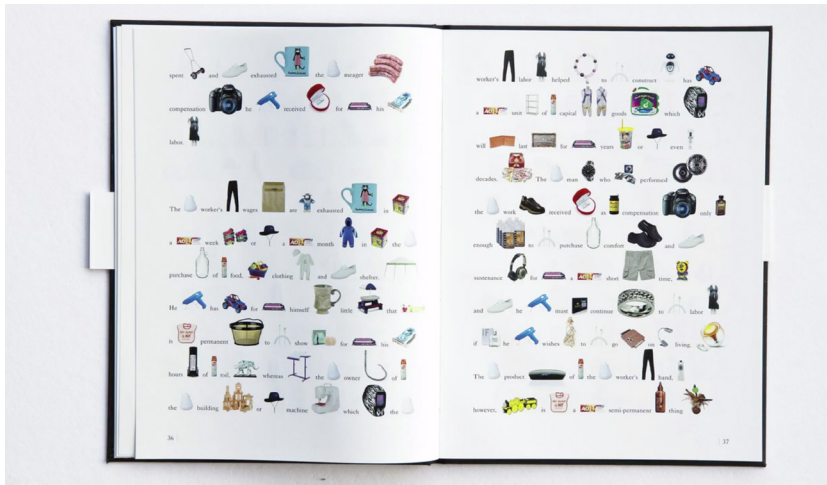 spent and exhausted the meager
compensation he received for his
labor.
The worker's wages are exhausted in
a week or a month in the
purchase of food, clothing and shelter.
He has for himself little that
is permanent to show for his
hours of toil, whereas the owner of
the building or machine which the
36
worker's labor helped to construct has
a unit of capital goods which
will last for years or even
decades. The man who performed
the work received as compensation only
enough to purchase comfort and
sustenance for a short time,
and he must continue to labor
if he wishes to go on living.
The product of the worker's hand,
however, is a semi-permanent thing
37